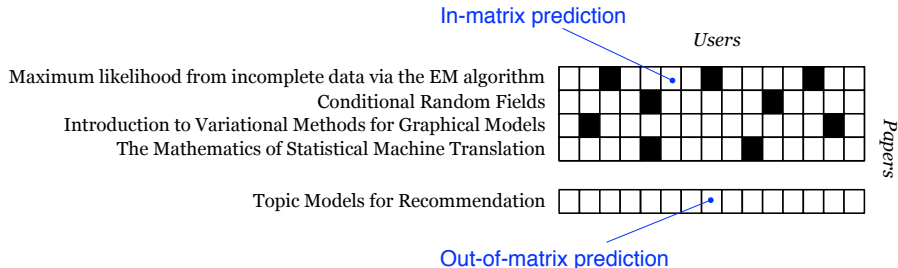 In-matrix prediction
Users
Maximum likelihood from incomplete data via the EM algorithm
Conditional Random Fields
Introduction to Variational Methods for Graphical Models
The Mathematics of Statistical Machine Translation
Papers
Topic Models for Recommendation
Out-of-matrix prediction